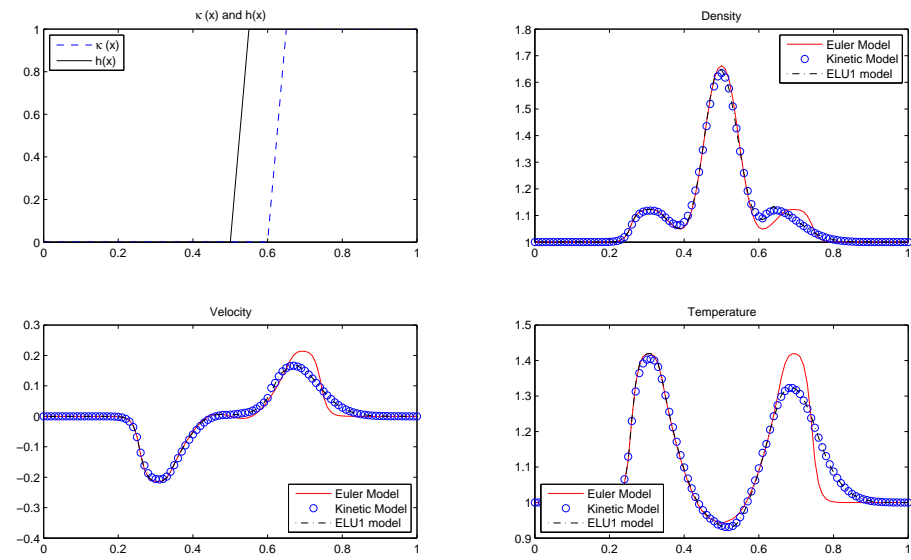 κ (x) and h(x)
1
0.8
0.6
0.4
0.2
0
0 0.2 0.4 0.6 0.8 1
κ (x)
h(x)
Density
1.8
1.7
1.6
1.5
1.4
1.3
1.2
1.1
1
0 0.2 0.4 0.6 0.8 1
Euler Model
Kinetic Model
ELU1 model
Velocity
0.3
0.2
0.1
0
−0.1
−0.2
−0.3
−0.4
0 0.2 0.4 0.6 0.8 1
Euler Model
Kinetic Model
ELU1 model
Temperature
1.5
1.4
1.3
1.2
1.1
1
0.9
0 0.2 0.4 0.6 0.8 1
Euler Model
Kinetic Model
ELU1 model